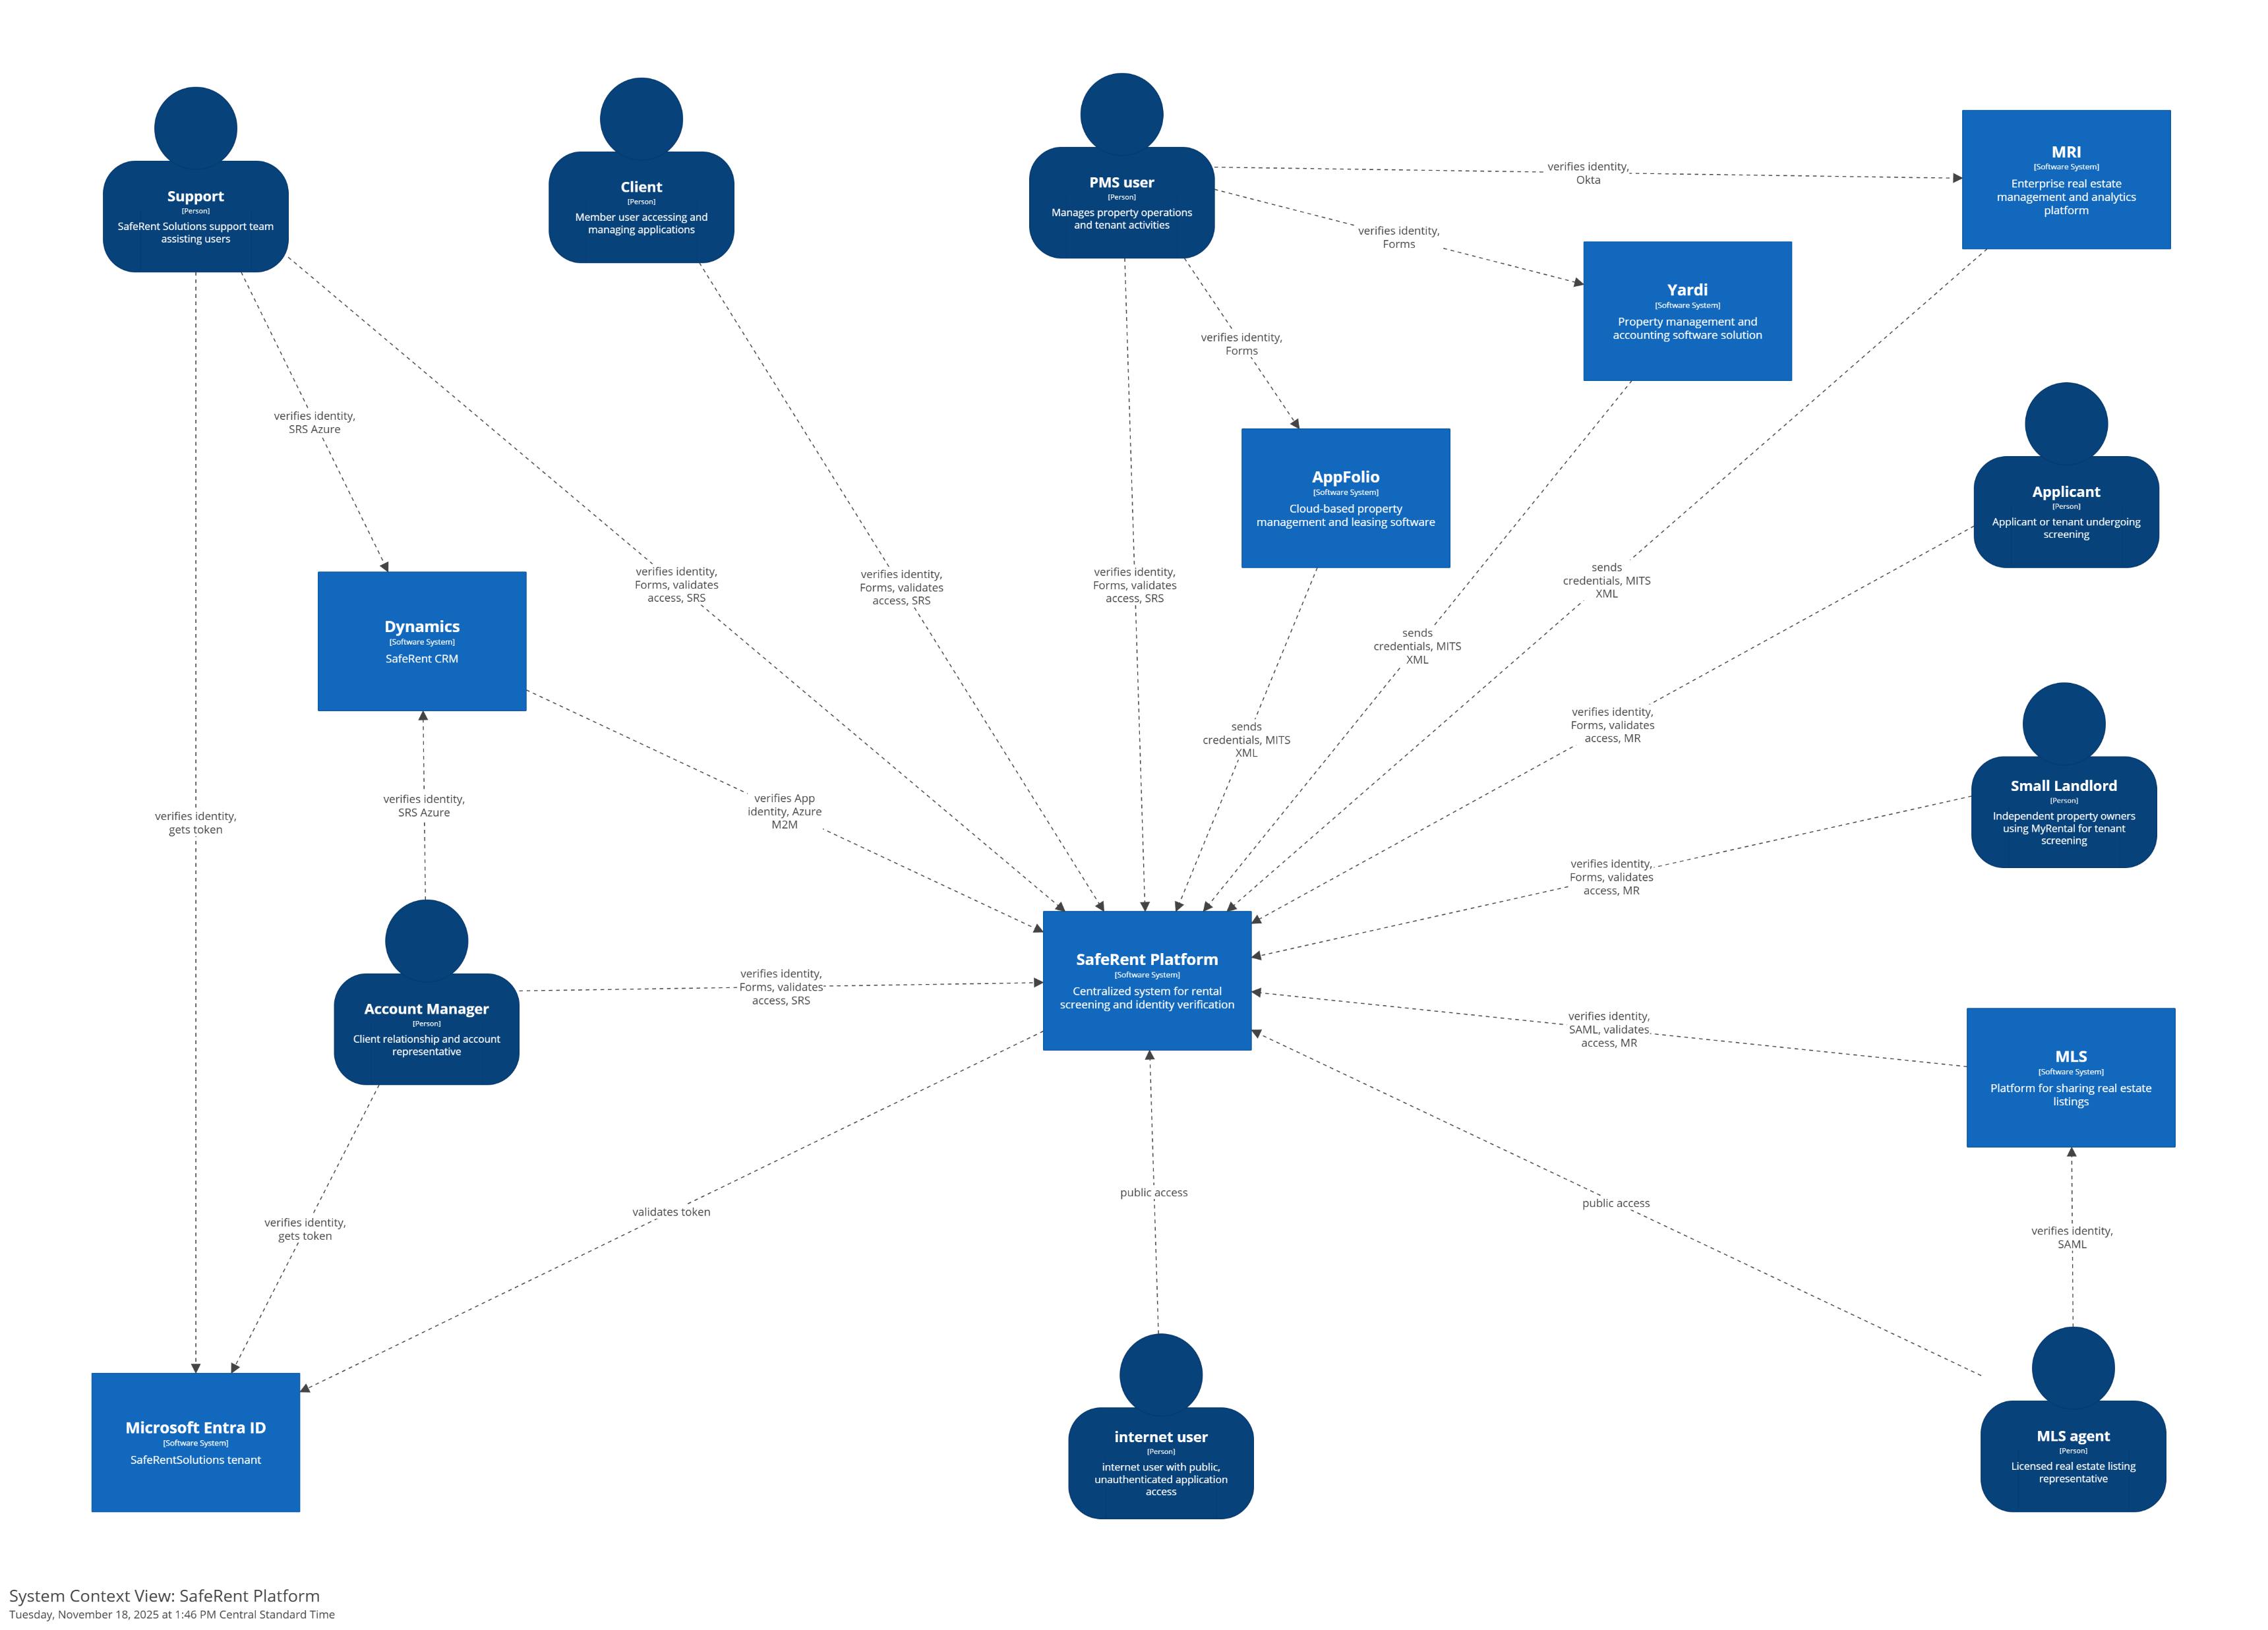 Support
[Person]
SafeRent Solutions support team
assisting users
Client
[Person]
Member user accessing and
managing applications
PMS user
[Person]
Manages property operations
and tenant activities
MRI
[Software System]
Enterprise real estate
management and analytics
platform
verifies identity,
Okta
verifies identity,
Forms
Yardi
[Software System]
Property management and
accounting software solution
verifies identity,
Forms
verifies identity,
SRS Azure
AppFolio
[Software System]
Cloud-based property
management and leasing software
Applicant
[Person]
Applicant or tenant undergoing
screening
verifies identity,
Forms, validates
access, SRS
verifies identity,
Forms, validates
access, SRS
verifies identity,
Forms, validates
access, SRS
sends
credentials, MITS
XML
Dynamics
[Software System]
SafeRent CRM
sends
credentials, MITS
XML
sends
credentials, MITS
XML
verifies identity,
Forms, validates
access, MR
Small Landlord
[Person]
Independent property owners
using MyRental for tenant
screening
verifies identity,
gets token
verifies identity,
SRS Azure
verifies App
identity, Azure
M2M
verifies identity,
Forms, validates
access, MR
Account Manager
[Person]
Client relationship and account
representative
verifies identity,
Forms, validates
access, SRS
SafeRent Platform
[Software System]
Centralized system for rental
screening and identity verification
verifies identity,
SAML, validates
access, MR
MLS
[Software System]
Platform for sharing real estate
listings
verifies identity,
gets token
validates token
public access
public access
verifies identity,
SAML
Microsoft Entra ID
[Software System]
SafeRentSolutions tenant
internet user
[Person]
internet user with public,
unauthenticated application
access
MLS agent
[Person]
Licensed real estate listing
representative
System Context View: SafeRent Platform
Tuesday, November 18, 2025 at 1:46 PM Central Standard Time